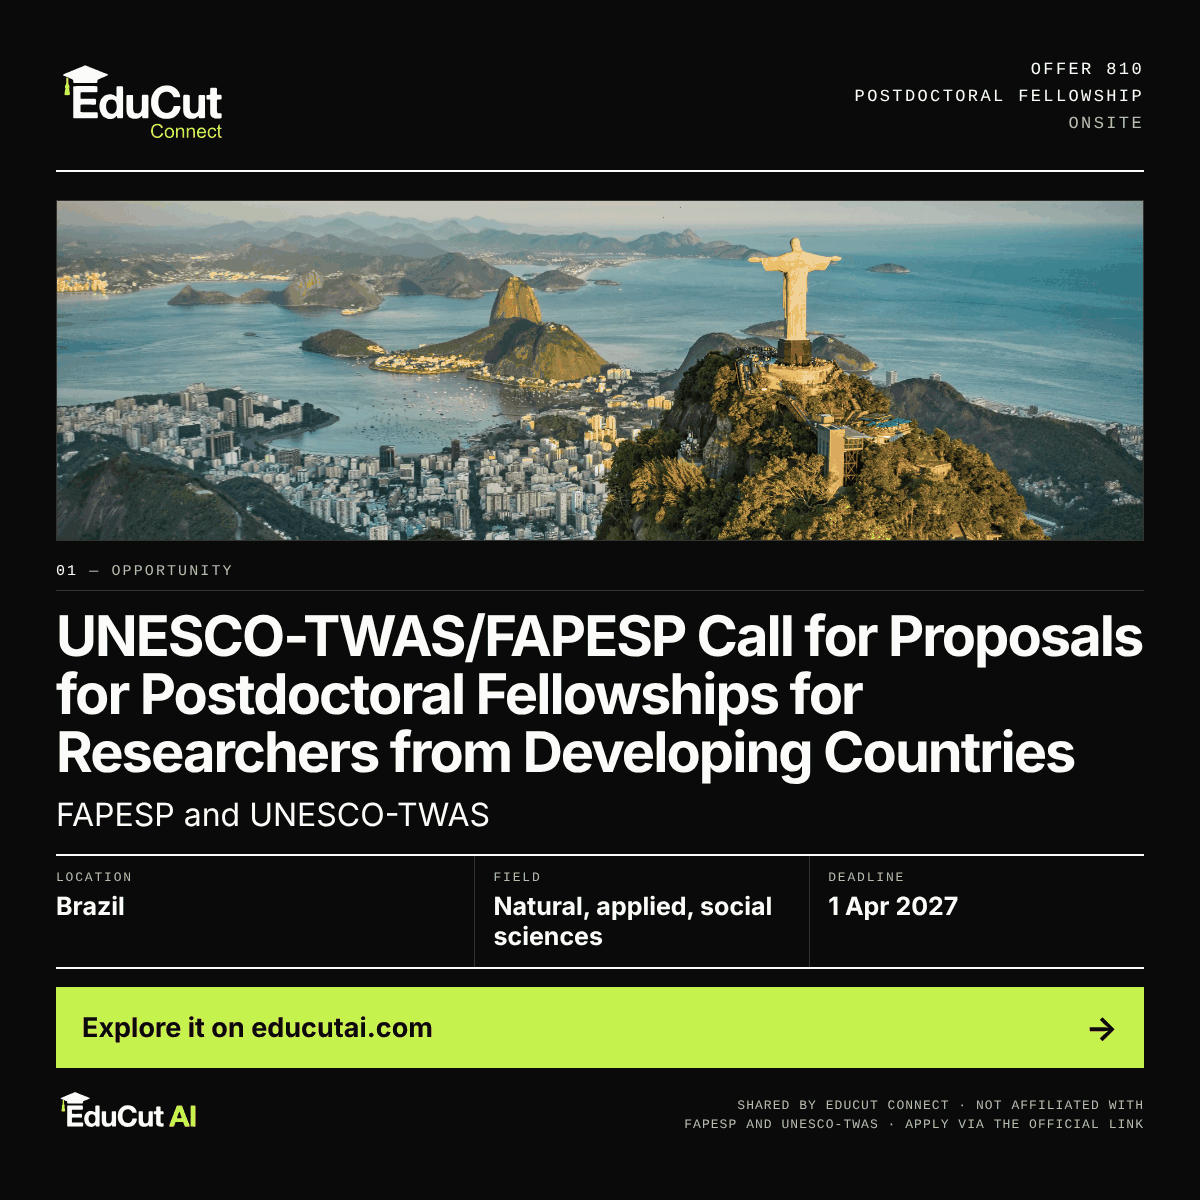 EduCut
Connect
OFFER 810
POSTDOCTORAL FELLOWSHIP
ONSITE
01 — OPPORTUNITY
UNESCO-TWAS/FAPESP Call for Proposals
for Postdoctoral Fellowships for
Researchers from Developing Countries
FAPESP and UNESCO-TWAS
LOCATION
Brazil
FIELD
Natural, applied, social
sciences
DEADLINE
1 Apr 2027
Explore it on educutai.com →
EduCut AI
SHARED BY EDUCUT CONNECT · NOT AFFILIATED WITH
FAPESP AND UNESCO-TWAS · APPLY VIA THE OFFICIAL LINK